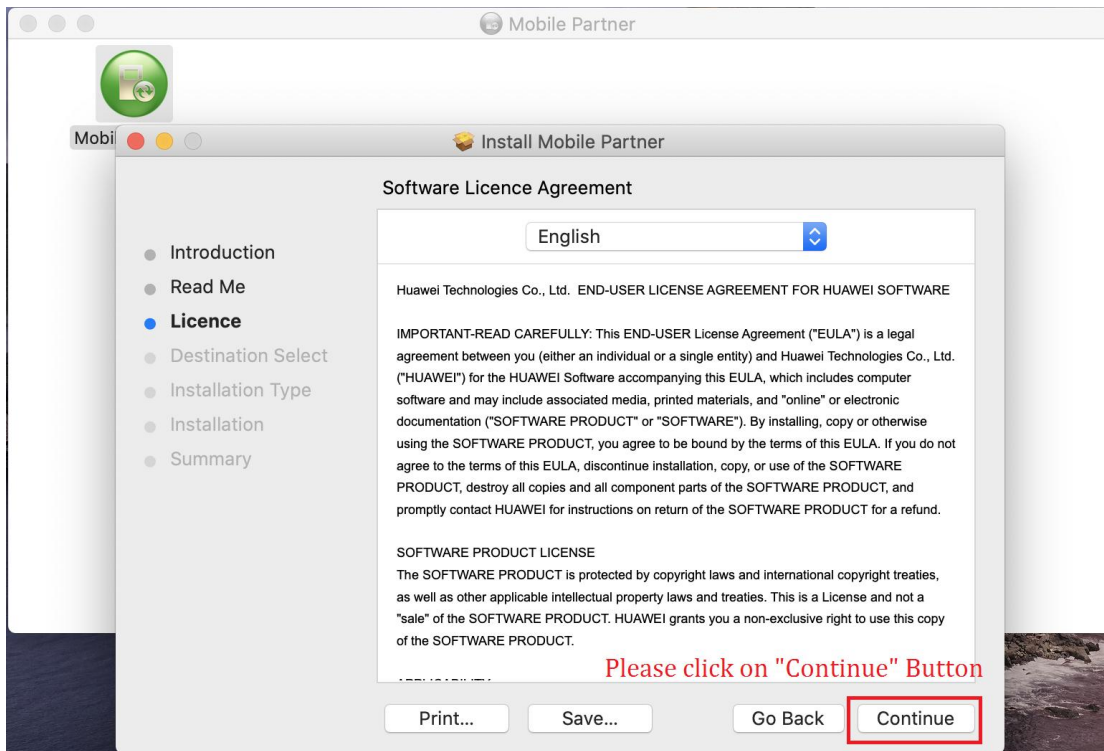 Mobile Partner
Mobi
Install Mobile Partner
Software Licence Agreement
English
Introduction
Read Me
Licence
Destination Select
Installation Type
Installation
Summary
Huawei Technologies Co., Ltd. END-USER LICENSE AGREEMENT FOR HUAWEI SOFTWARE
IMPORTANT-READ CAREFULLY: This END-USER License Agreement ("EULA") is a legal
agreement between you (either an individual or a single entity) and Huawei Technologies Co., Ltd.
("HUAWEI") for the HUAWEI Software accompanying this EULA, which includes computer
software and may include associated media, printed materials, and "online" or electronic
documentation ("SOFTWARE PRODUCT" or "SOFTWARE"). By installing, copy or otherwise
using the SOFTWARE PRODUCT, you agree to be bound by the terms of this EULA. If you do not
agree to the terms of this EULA, discontinue installation, copy, or use of the SOFTWARE
PRODUCT, destroy all copies and all component parts of the SOFTWARE PRODUCT, and
promptly contact HUAWEI for instructions on return of the SOFTWARE PRODUCT for a refund.
SOFTWARE PRODUCT LICENSE
The SOFTWARE PRODUCT is protected by copyright laws and international copyright treaties,
as well as other applicable intellectual property laws and treaties. This is a License and not a
"sale" of the SOFTWARE PRODUCT. HUAWEI grants you a non-exclusive right to use this copy
of the SOFTWARE PRODUCT.
Please click on "Continue" Button
Print...
Save...
Go Back
Continue